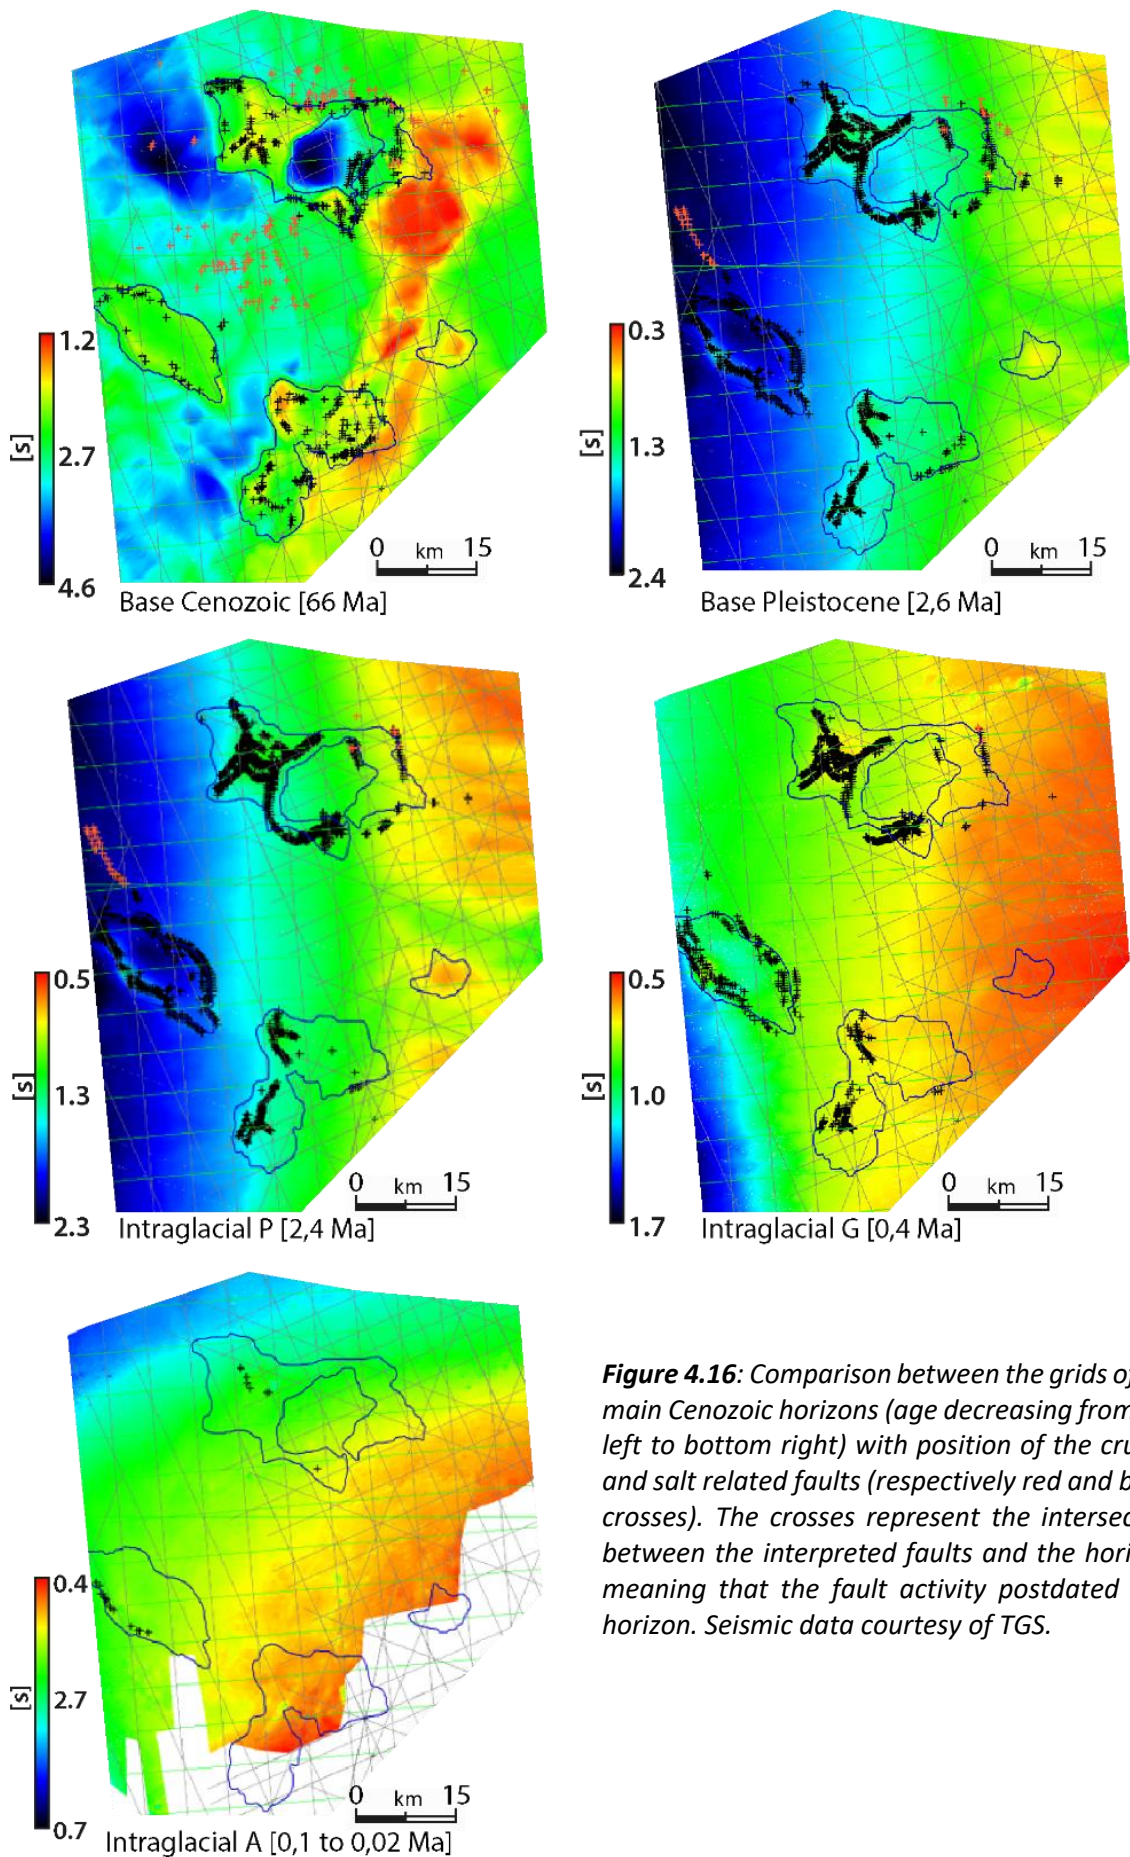 1.2
2.7
4.6
[s]
0 km 15
Base Cenozoic [66 Ma]
0.3
1.3
2.4
[s]
0 km 15
Base Pleistocene [2,6 Ma]
0.5
1.3
2.3
[s]
0 km 15
Intraglacial P [2,4 Ma]
0.5
1.0
1.7
[s]
0 km 15
Intraglacial G [0,4 Ma]
0.4
2.7
0.7
[s]
0 km 15
Intraglacial A [0,1 to 0,02 Ma]
Figure 4.16: Comparison between the grids of
main Cenozoic horizons (age decreasing from
left to bottom right) with position of the cru
and salt related faults (respectively red and b
crosses). The crosses represent the intersec
between the interpreted faults and the hori
meaning that the fault activity postdated
horizon. Seismic data courtesy of TGS.